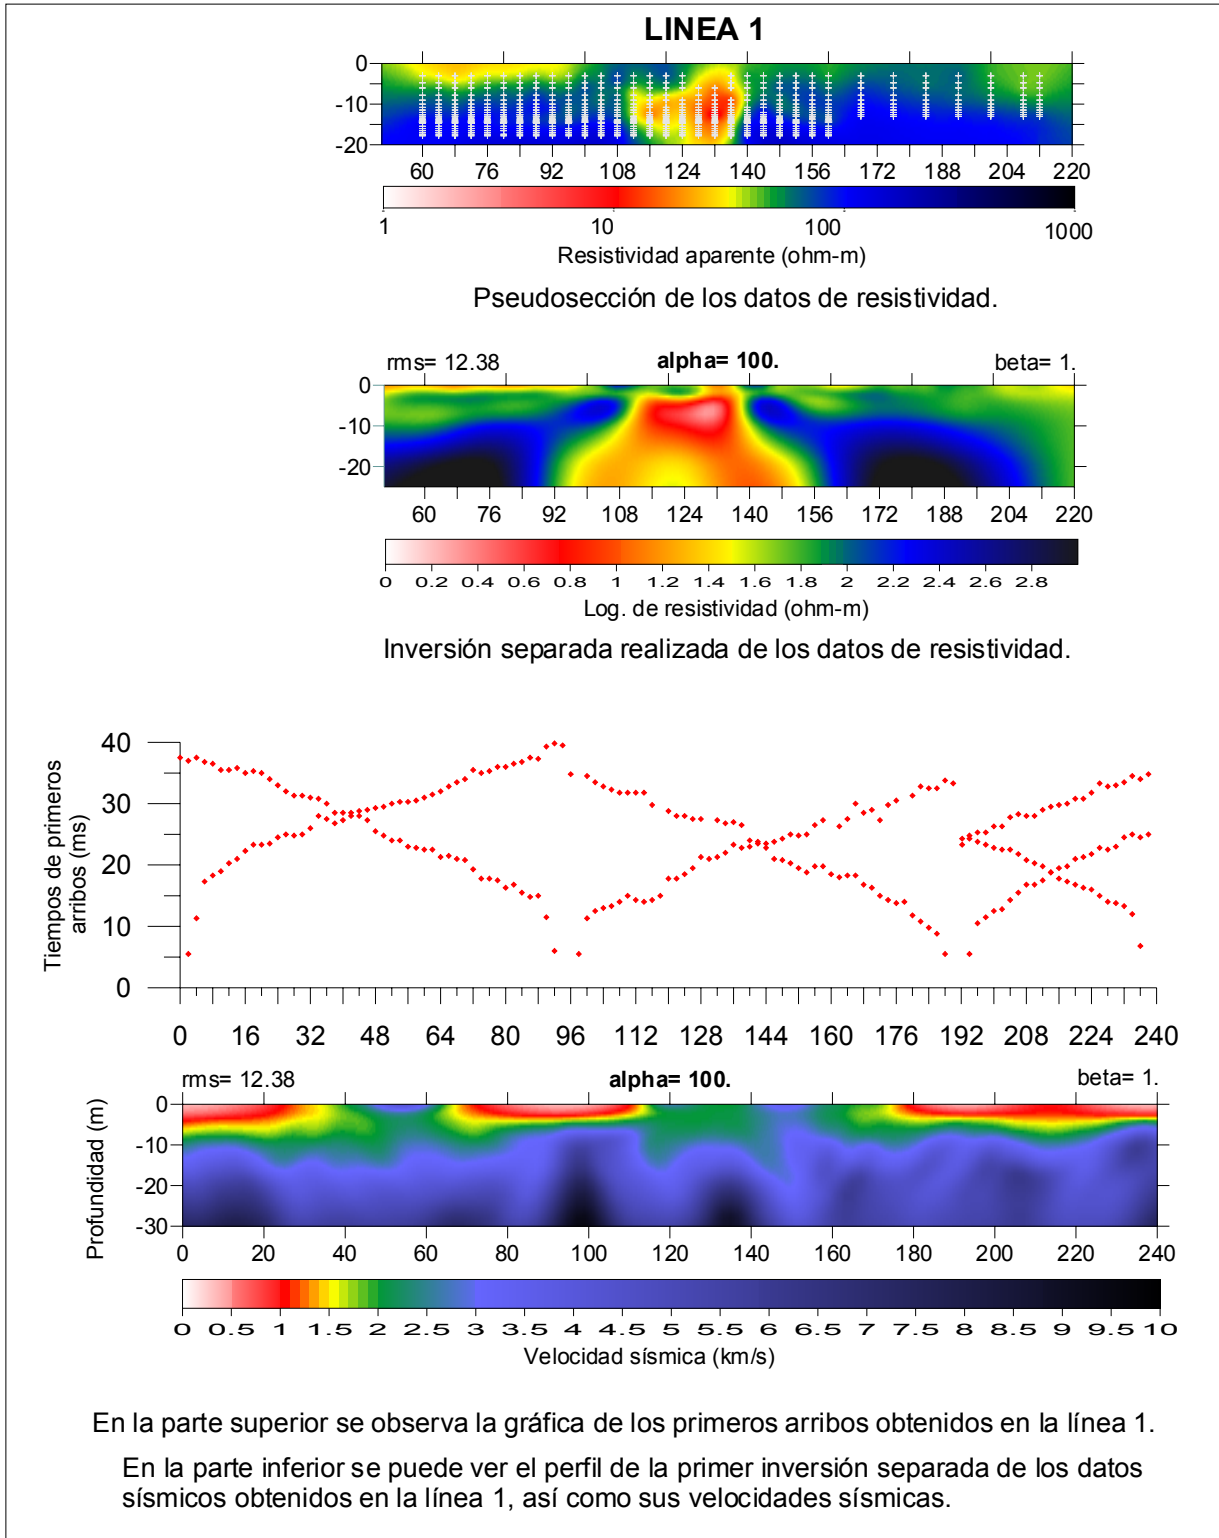 LINEA 1
0
-10
-20
60 76 92 108 124 140 156 172 188 204 220
1 10 100 1000
Resistividad aparente (ohm-m)
Pseudosección de los datos de resistividad.
rms= 12.38 alpha= 100. beta= 1.
0
-10
-20
60 76 92 108 124 140 156 172 188 204 220
0 0.2 0.4 0.6 0.8 1 1.2 1.4 1.6 1.8 2 2.2 2.4 2.6 2.8
Log. de resistividad (ohm-m)
Inversión separada realizada de los datos de resistividad.
Tiempos de primeros
arribos (ms)
40
30
20
10
0
0 16 32 48 64 80 96 112 128 144 160 176 192 208 224 240
rms= 12.38 alpha= 100. beta= 1.
Profundidad (m)
0
-10
-20
-30
0 20 40 60 80 100 120 140 160 180 200 220 240
0 0.5 1 1.5 2 2.5 3 3.5 4 4.5 5 5.5 6 6.5 7 7.5 8 8.5 9 9.5 10
Velocidad sísmica (km/s)
En la parte superior se observa la gráfica de los primeros arribos obtenidos en la línea 1.
En la parte inferior se puede ver el perfil de la primer inversión separada de los datos
sísmicos obtenidos en la línea 1, así como sus velocidades sísmicas.